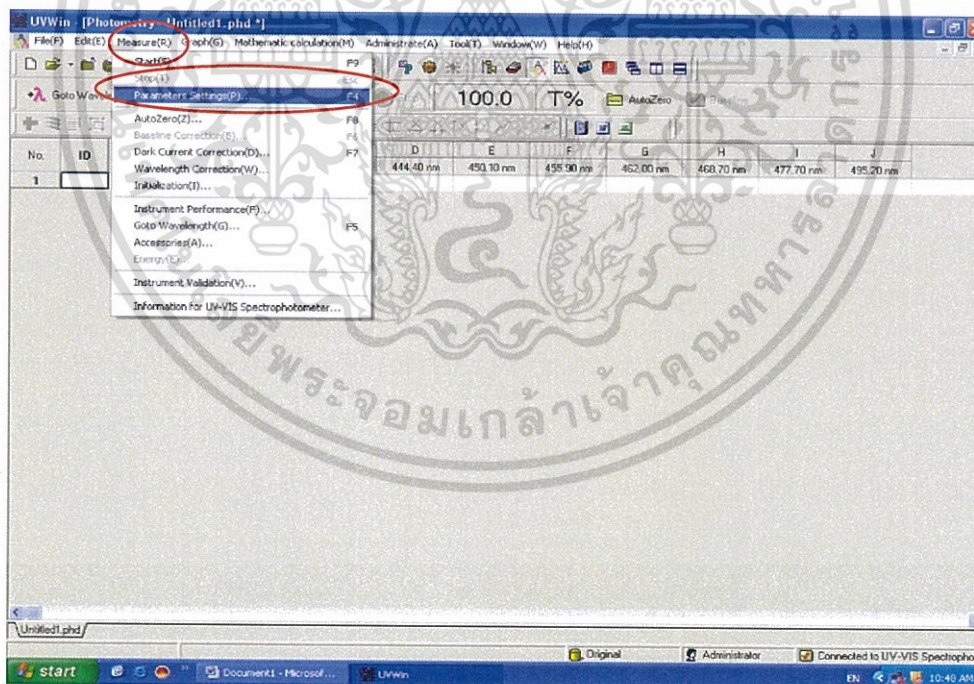 UVWin - [Photometry - Untitled1.phd *]
File(F) Edit(E) Measure(R) Graph(G) Mathematic calculation(M) Administrate(A) Tool(T) Window(W) Help(H)
Start(S) F9
Stop(T) Esc
Parameters Settings(P)... F4
AutoZero(Z)... F8
Baseline Correction(B)... F6
Dark Current Correction(D)... F7
Wavelength Correction(W)...
Initialization(I)...
Instrument Performance(F)...
Goto Wavelength(G)... F5
Accessories(A)...
Energy(E)...
Instrument Validation(V)...
Information for UV-VIS Spectrophotometer...
Goto 100.0 T% AutoZero
No. ID D E F G H I J
444.40 nm 450.10 nm 455.90 nm 462.00 nm 468.70 nm 477.70 nm 495.20 nm
1
พระจอมเกล้าเจ้าคุณทหารลาด
Untitled1.phd
Original Administrator Connected to UV-VIS Spectropho
start Document1 - Microsof... UVWin EN 10:46 AM